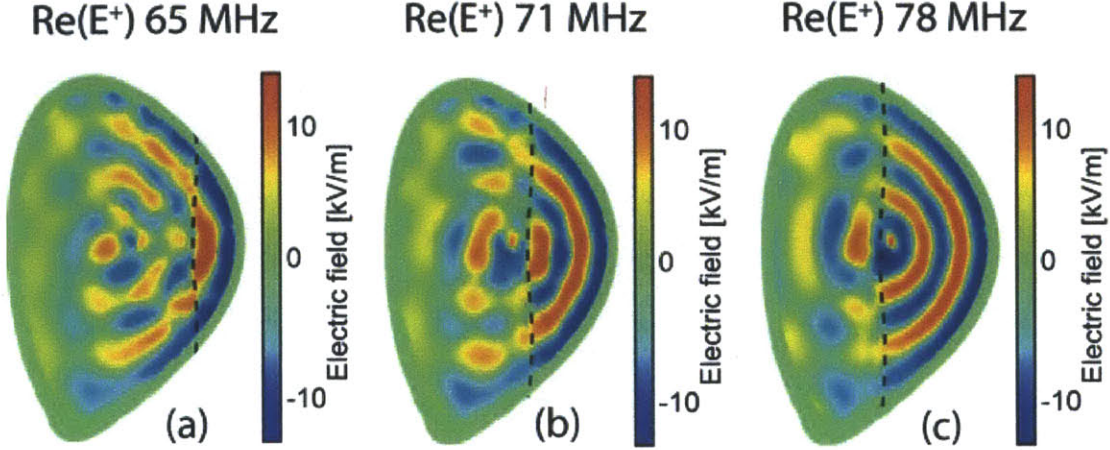 Re(E⁺) 65 MHz
10
0
-10
Electric field [kV/m]
(a)
Re(E⁺) 71 MHz
10
0
-10
Electric field [kV/m]
(b)
Re(E⁺) 78 MHz
10
0
-10
Electric field [kV/m]
(c)